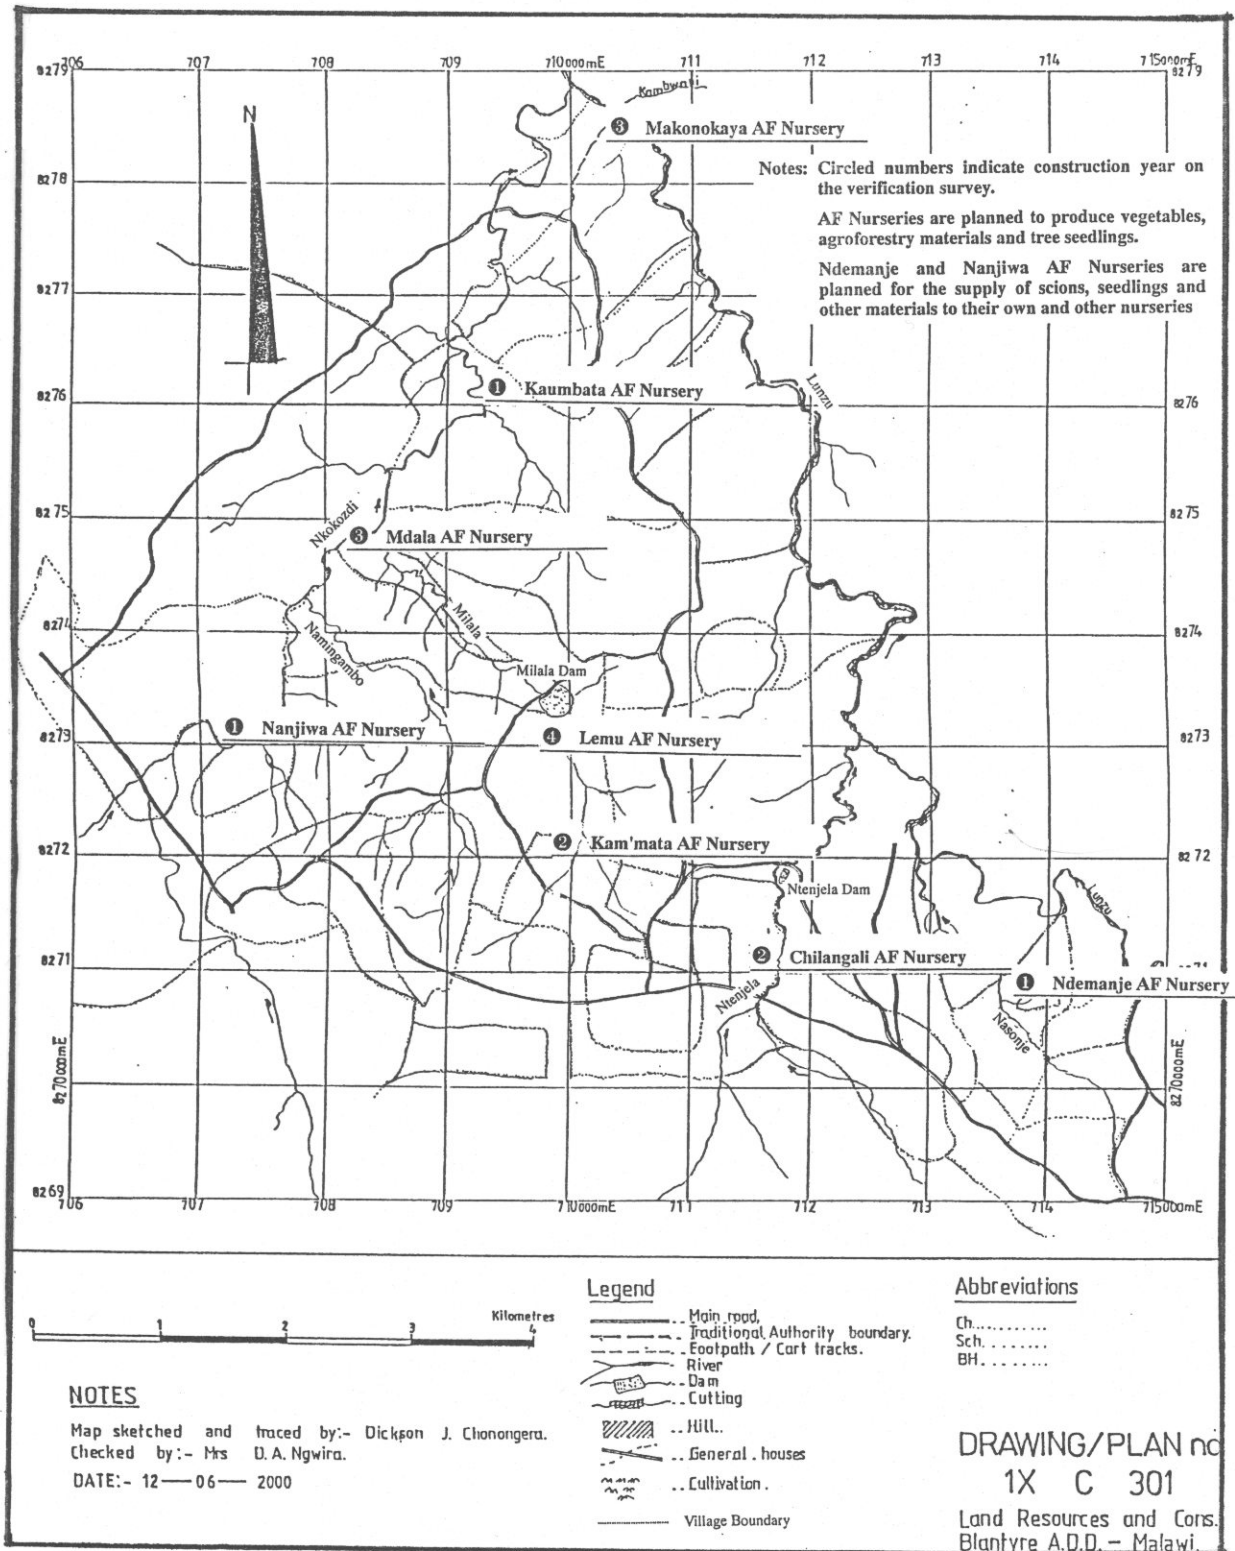 706 707 708 709 710000mE 711 712 713 714 715000mE
8279 8279
Kambwani
N
❸ Makonokaya AF Nursery
Notes: Circled numbers indicate construction year on
the verification survey.
8278
AF Nurseries are planned to produce vegetables,
agroforestry materials and tree seedlings.
Ndemanje and Nanjiwa AF Nurseries are
planned for the supply of scions, seedlings and
other materials to their own and other nurseries
8277
❶ Kaumbata AF Nursery
Lunzu
8276 8276
8275 8275
Nkokozdi
❸ Mdala AF Nursery
Milala
8274 8274
Namingambo
Milala Dam
❶ Nanjiwa AF Nursery
❹ Lemu AF Nursery
8273 8273
❷ Kam'mata AF Nursery
8272 8272
Ntenjela Dam
Lunzu
❷ Chilangali AF Nursery
8271
❶ Ndemanje AF Nursery
Ntenjela
Nasonje
8270000mE 8270000mE
8269
706 707 708 709 710000mE 711 712 713 714 715000mE
Kilometres
0 1 2 3 4
NOTES
Map sketched and traced by:- Dickson J. Chonongera.
Checked by:- Mrs D.A. Ngwira.
DATE:- 12 — 06 — 2000
Legend
.. Main road,
.. Traditional Authority boundary.
.. Footpath / Cart tracks.
.. River
.. Dam
.. Cutting
.. Hill..
.. General . houses
.. Cultivation .
Village Boundary
Abbreviations
Ch..........
Sch........
BH........
DRAWING/PLAN no
1X C 301
Land Resources and Cons.
Blantyre A.D.D. – Malawi.